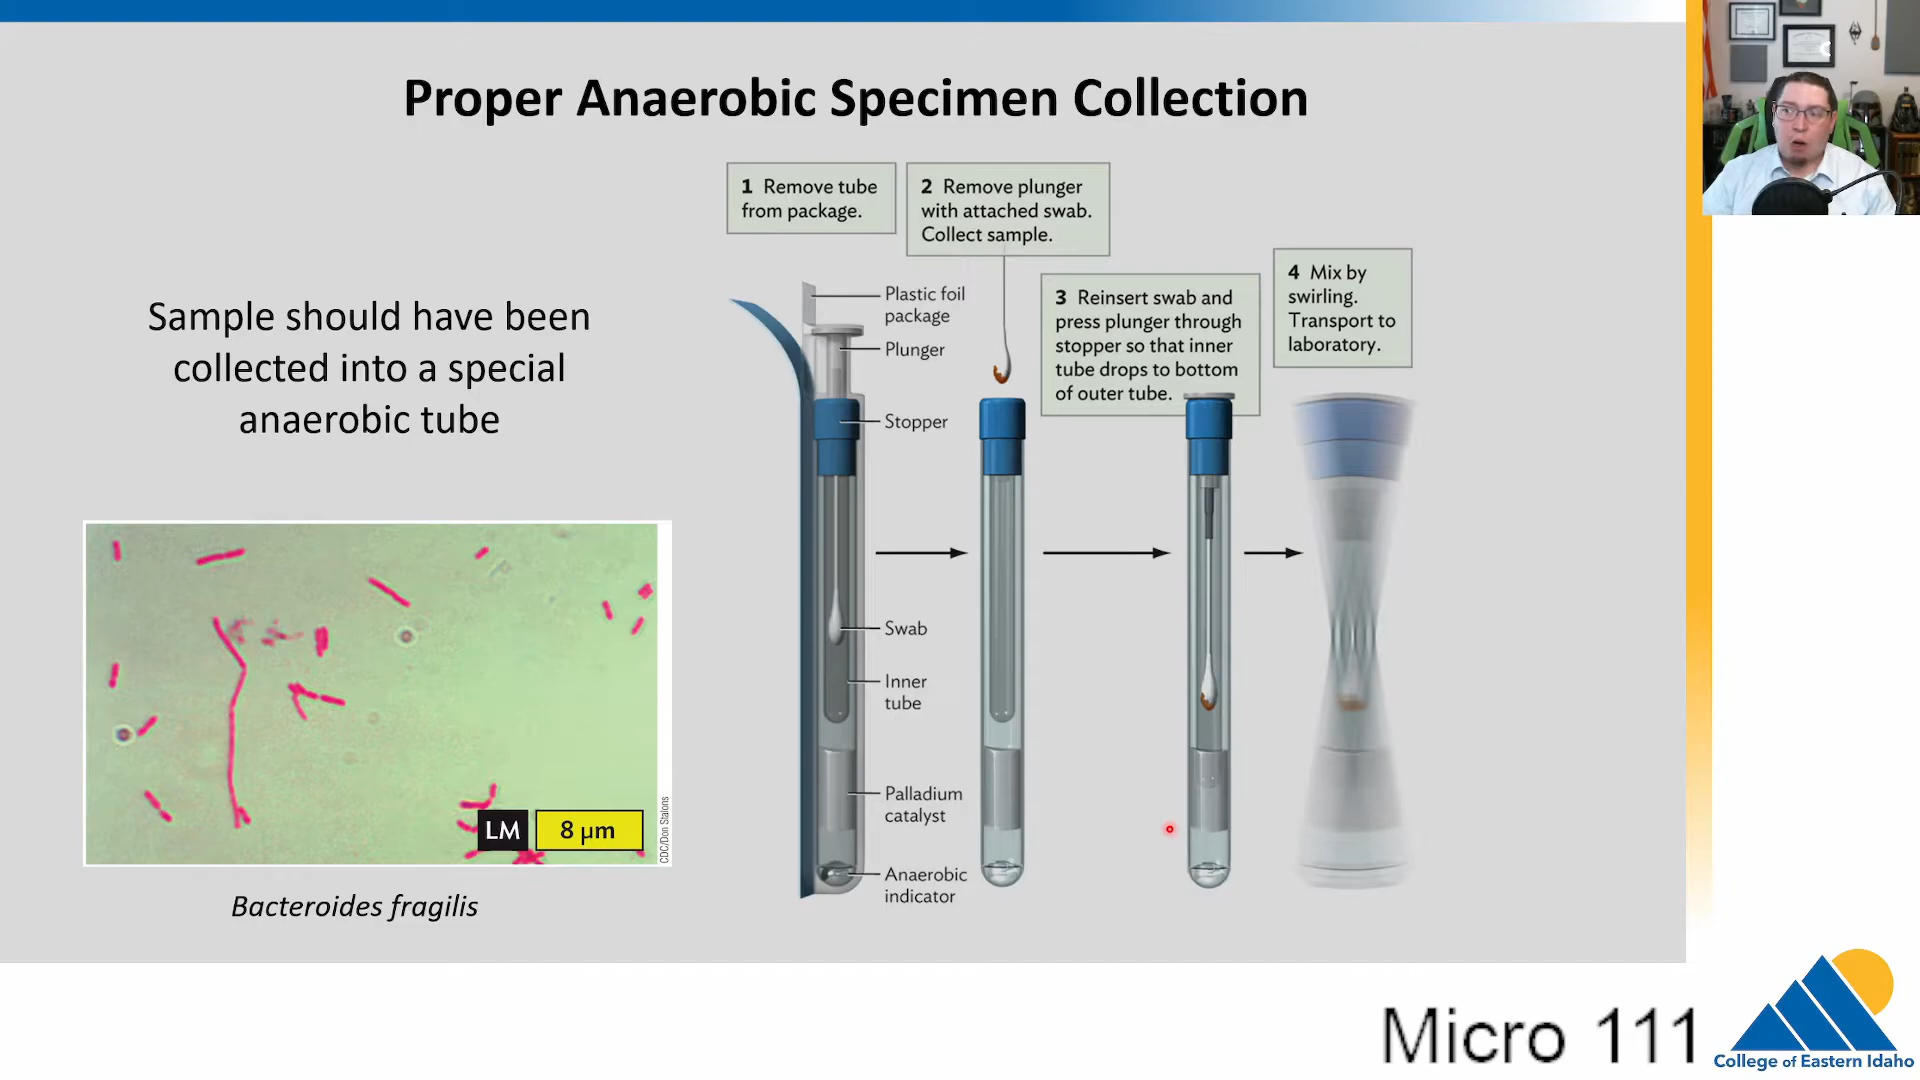 Proper Anaerobic Specimen Collection
1 Remove tube
from package.
2 Remove plunger
with attached swab.
Collect sample.
3 Reinsert swab and
press plunger through
stopper so that inner
tube drops to bottom
of outer tube.
4 Mix by
swirling.
Transport to
laboratory.
Sample should have been
collected into a special
anaerobic tube
Plastic foil
package
Plunger
Stopper
Swab
Inner
tube
Palladium
catalyst
Anaerobic
indicator
LM
8 µm
CDC/Don Stalons
Bacteroides fragilis
Micro 111
College of Eastern Idaho